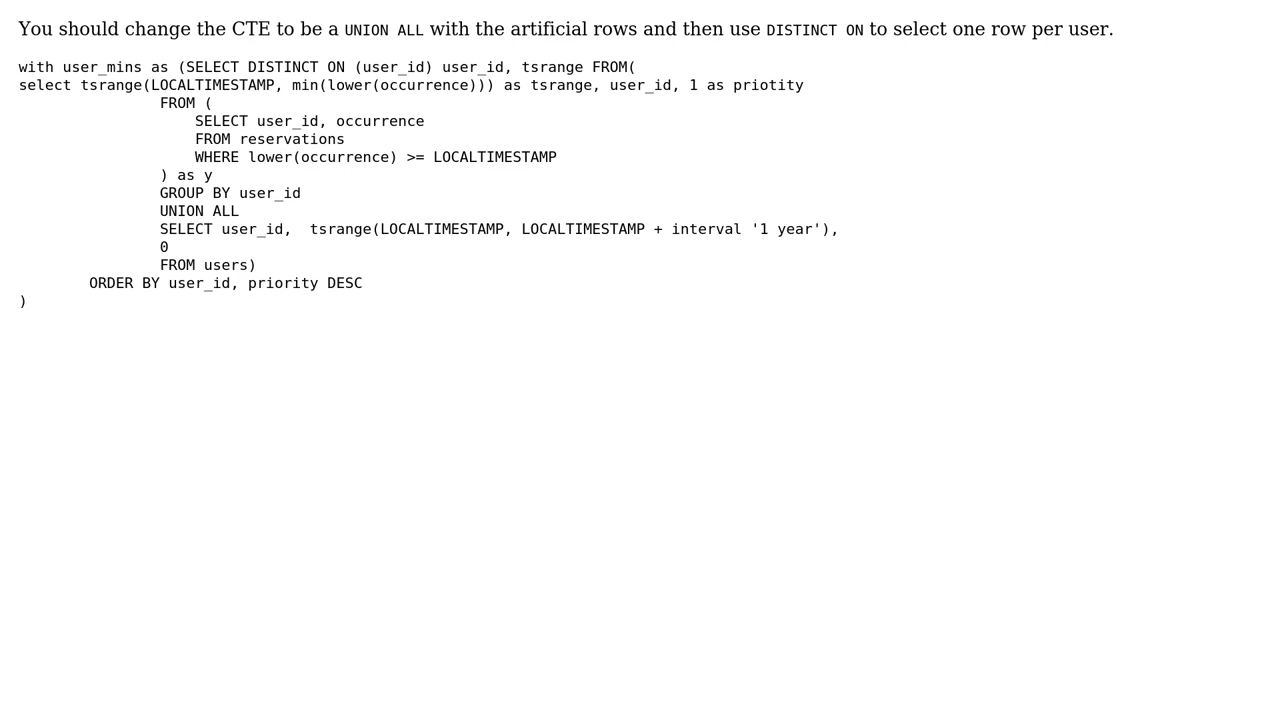 You should change the CTE to be a UNION ALL with the artificial rows and then use DISTINCT ON to select one row per user.
with user_mins as (SELECT DISTINCT ON (user_id) user_id, tsrange FROM(
select tsrange(LOCALTIMESTAMP, min(lower(occurrence))) as tsrange, user_id, 1 as priotity
                FROM (
                    SELECT user_id, occurrence
                    FROM reservations
                    WHERE lower(occurrence) >= LOCALTIMESTAMP
                ) as y
                GROUP BY user_id
                UNION ALL
                SELECT user_id,  tsrange(LOCALTIMESTAMP, LOCALTIMESTAMP + interval '1 year'),
                0
                FROM users)
        ORDER BY user_id, priority DESC
)